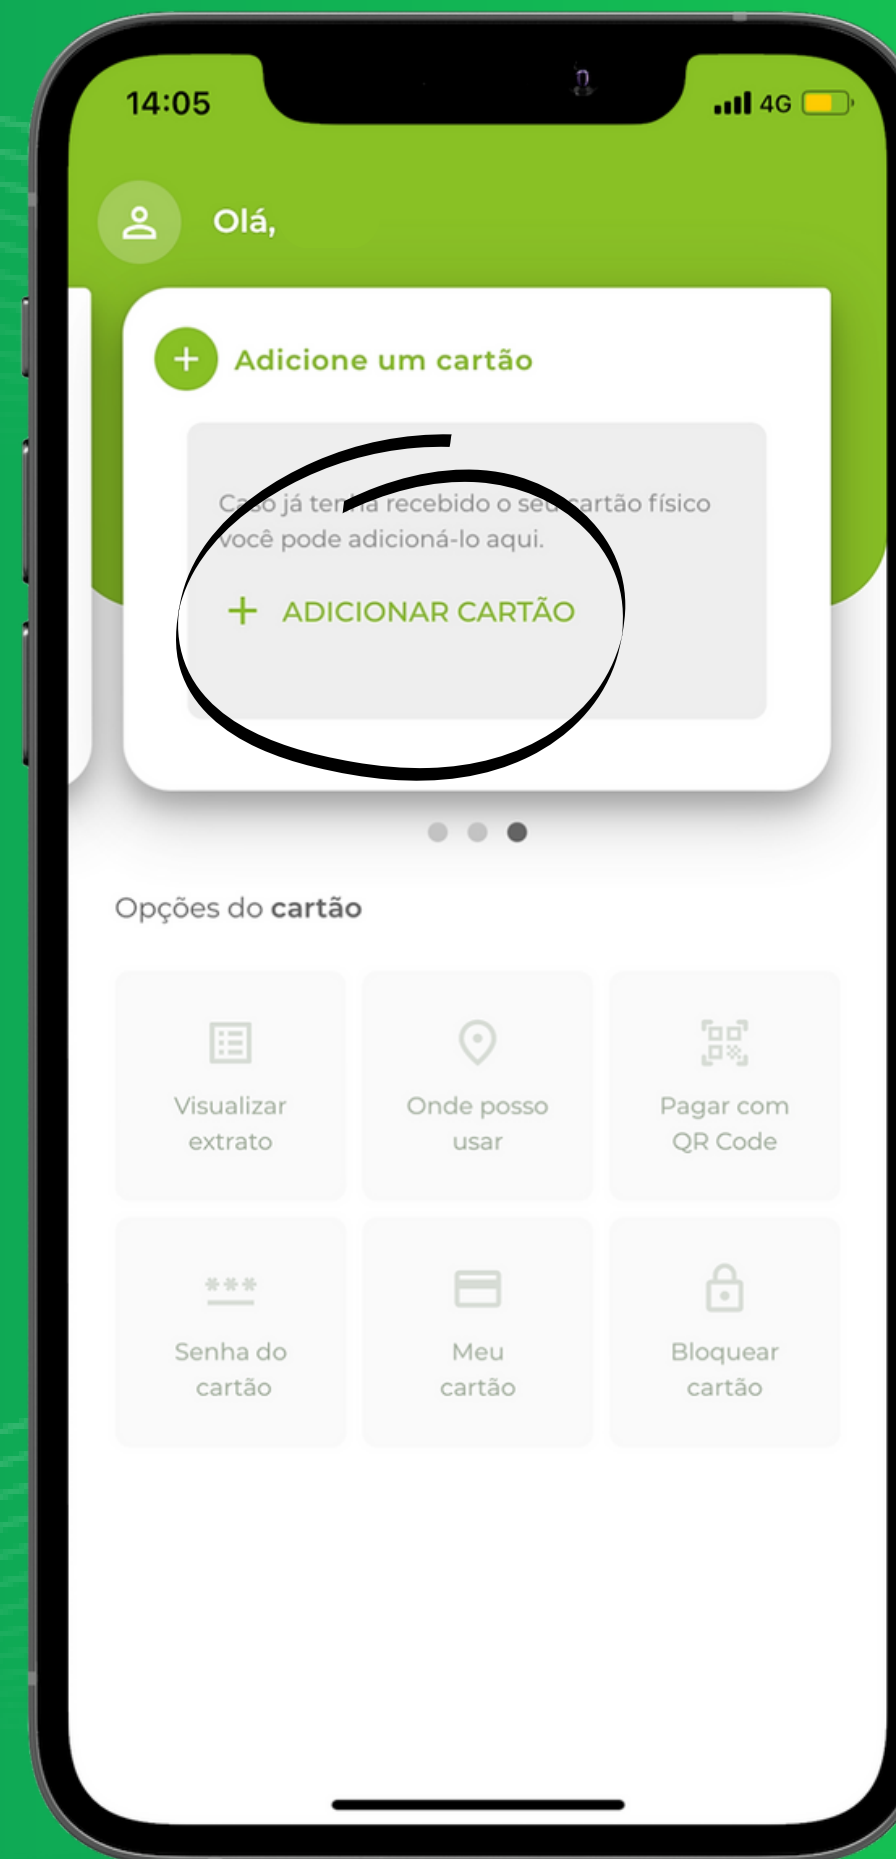 14:05
4G
Olá,
Adicione um cartão
Caso já tenha recebido o seu cartão físico
você pode adicioná-lo aqui.
+ ADICIONAR CARTÃO
Opções do cartão
Visualizar
extrato
Onde posso
usar
Pagar com
QR Code
***
Senha do
cartão
Meu
cartão
Bloquear
cartão